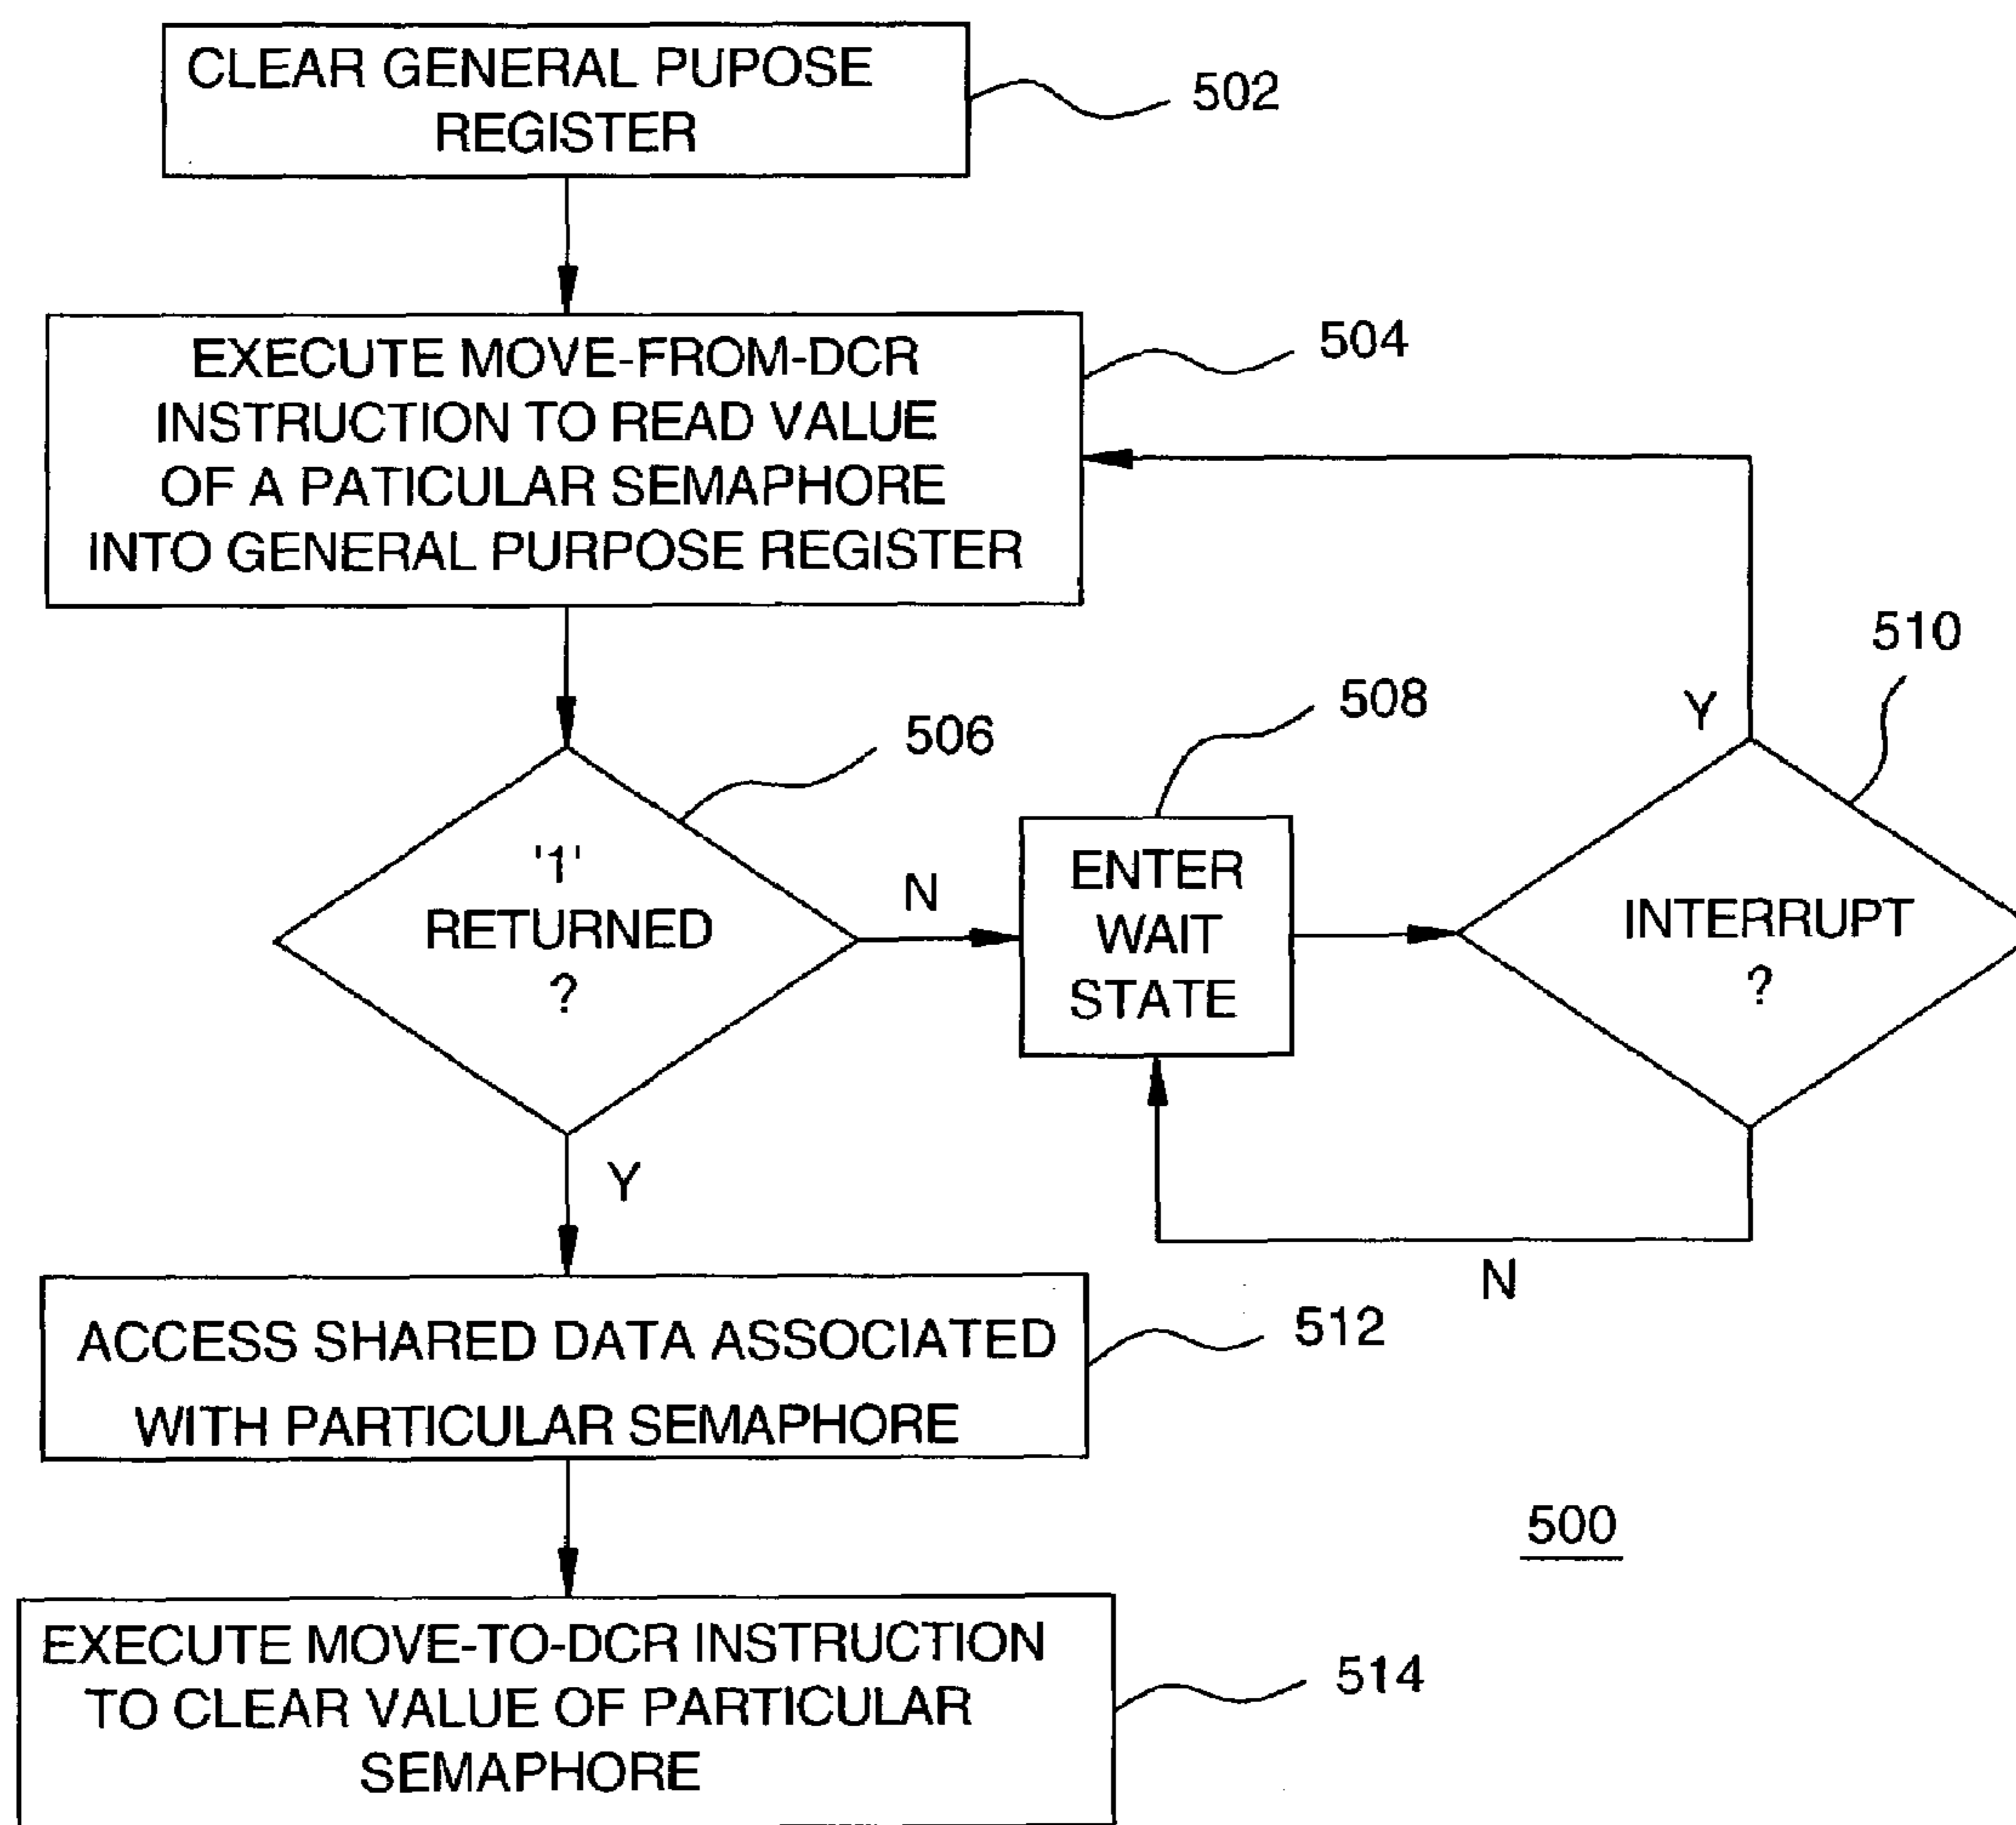 CLEAR GENERAL PUPOSE
REGISTER
502
EXECUTE MOVE-FROM-DCR
INSTRUCTION TO READ VALUE
OF A PATICULAR SEMAPHORE
INTO GENERAL PURPOSE REGISTER
504
510
508
Y
506
'1'
RETURNED
?
N
ENTER
WAIT
STATE
INTERRUPT
?
Y
N
ACCESS SHARED DATA ASSOCIATED
WITH PARTICULAR SEMAPHORE
512
500
EXECUTE MOVE-TO-DCR INSTRUCTION
TO CLEAR VALUE OF PARTICULAR
SEMAPHORE
514